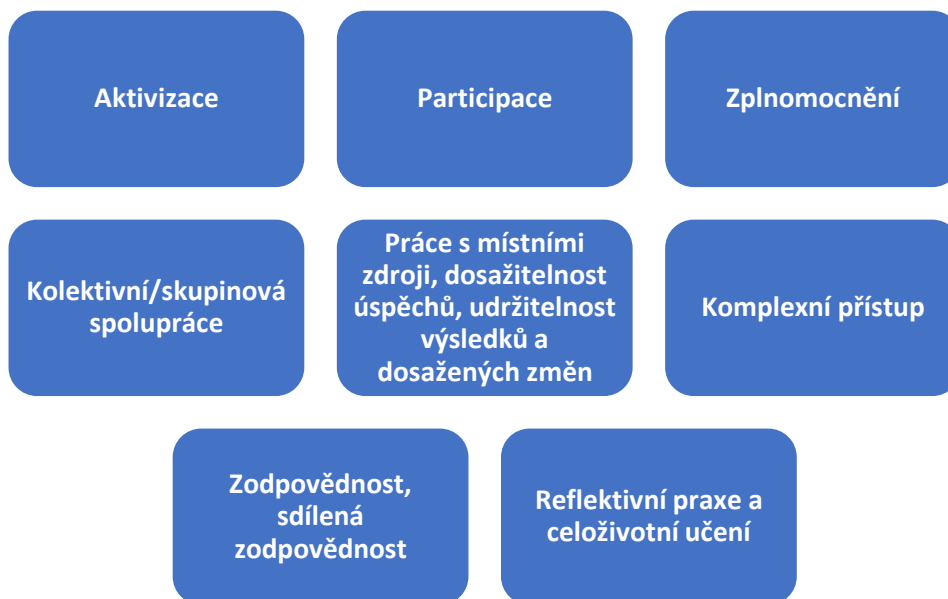 Aktivizace
Participace
Zplnomocnění
Kolektivní/skupinová
spolupráce
Práce s místními
zdroji, dosažitelnost
úspěchů, udržitelnost
výsledků a
dosažených změn
Komplexní přístup
Zodpovědnost,
sdílená
zodpovědnost
Reflektivní praxe a
celoživotní učení